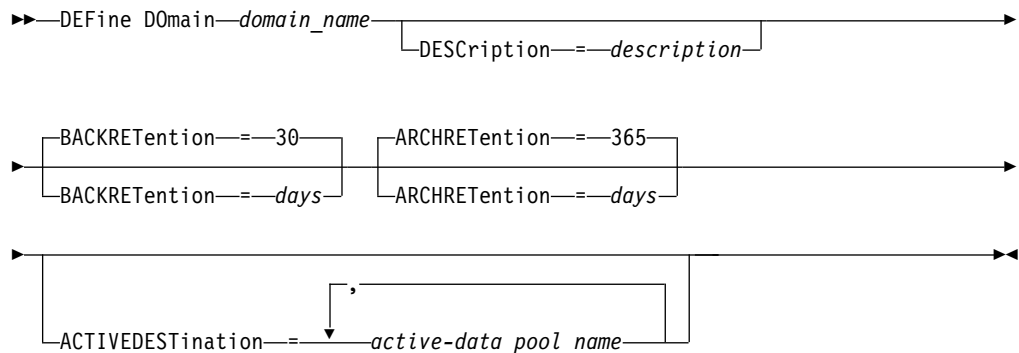 DEFine DOmain domain_name
DESCription = description
BACKRETention = 30 ARCHRETention = 365
BACKRETention = days ARCHRETention = days
,
ACTIVEDESTination = active-data pool name